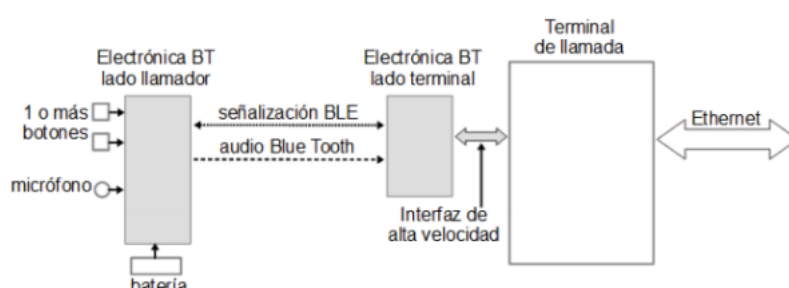 Terminal
de llamada
Electrónica BT
lado llamador
Electrónica BT
lado terminal
1 o más
botones
señalización BLE
Ethernet
audio Blue Tooth
micrófono
Interfaz de
alta velocidad
batería